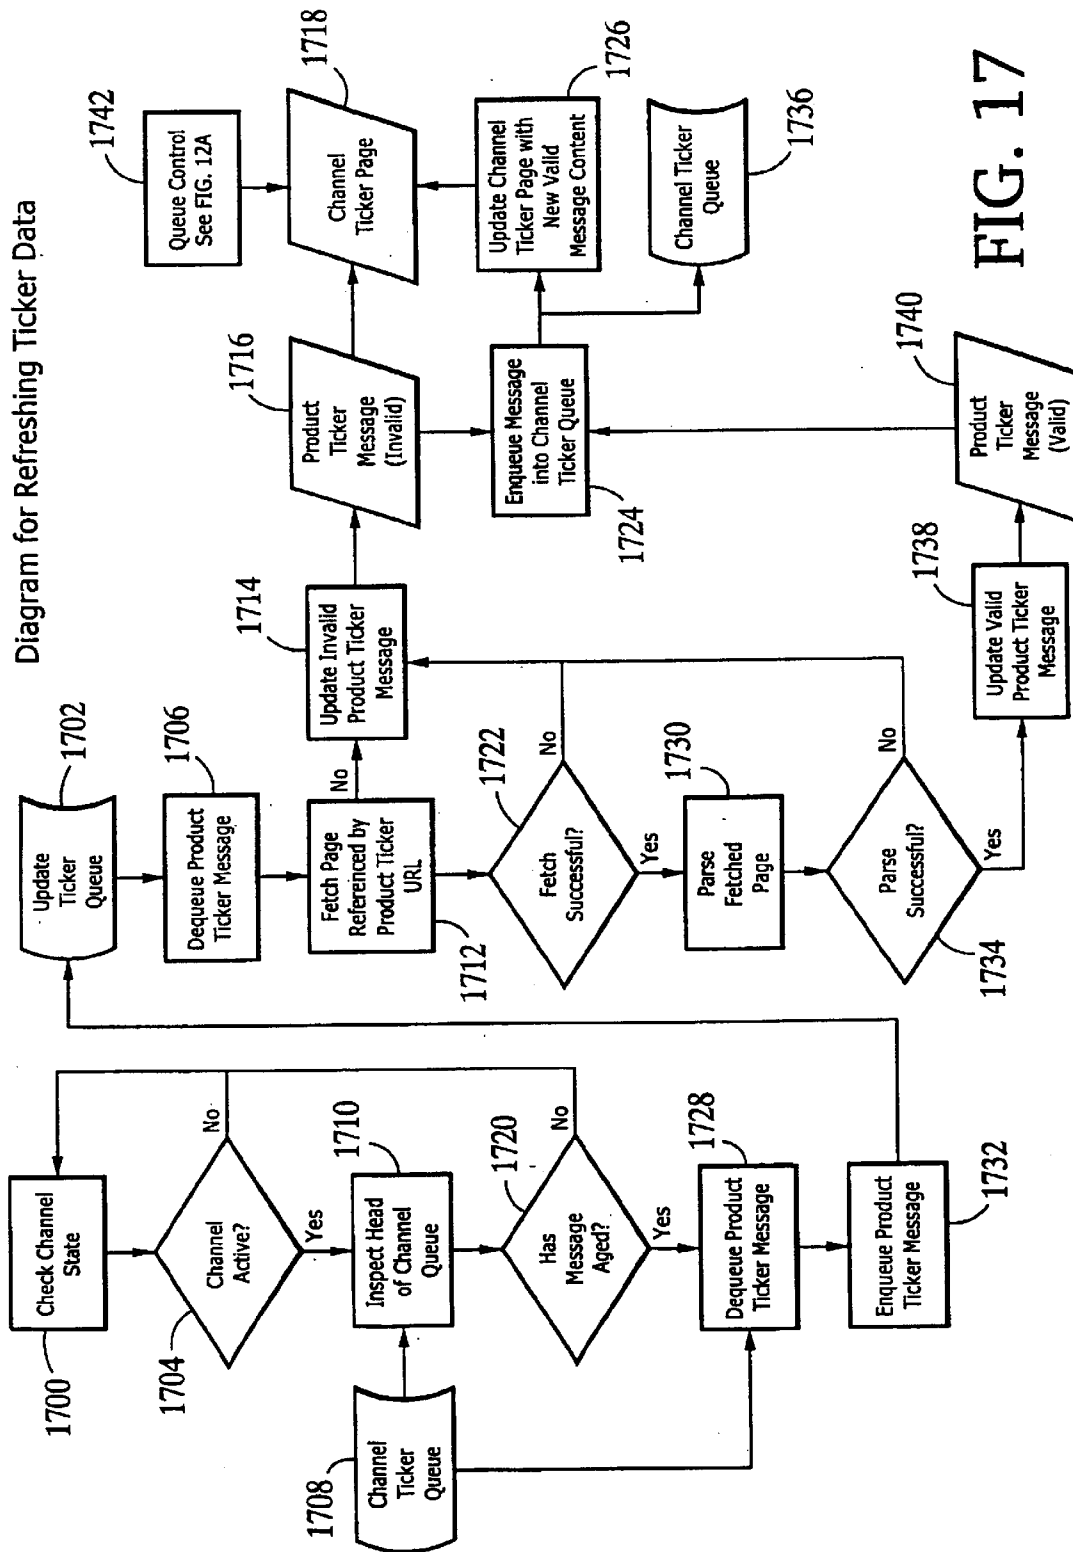 Diagram for Refreshing Ticker Data
1700
Check Channel
State
1704
Channel
Active?
No
Yes
1708
Channel
Ticker
Queue
1710
Inspect Head
of Channel
Queue
1720
Has
Message
Aged?
No
Yes
1728
Dequeue Product
Ticker Message
1732
Enqueue Product
Ticker Message
1702
Update
Ticker
Queue
1706
Dequeue Product
Ticker Message
1712
Fetch Page
Referenced by
Product Ticker
URL
No
1714
Update Invalid
Product Ticker
Message
1722
Fetch
Successful?
No
Yes
1730
Parse
Fetched
Page
1734
Parse
Successful?
No
Yes
1738
Update Valid
Product Ticker
Message
1716
Product
Ticker
Message
(Invalid)
1724
Enqueue Message
into Channel
Ticker Queue
1740
Product
Ticker
Message
(Valid)
1742
Queue Control
See FIG. 12A
1718
Channel
Ticker Page
1726
Update Channel
Ticker Page with
New Valid
Message Content
1736
Channel Ticker
Queue
FIG. 17